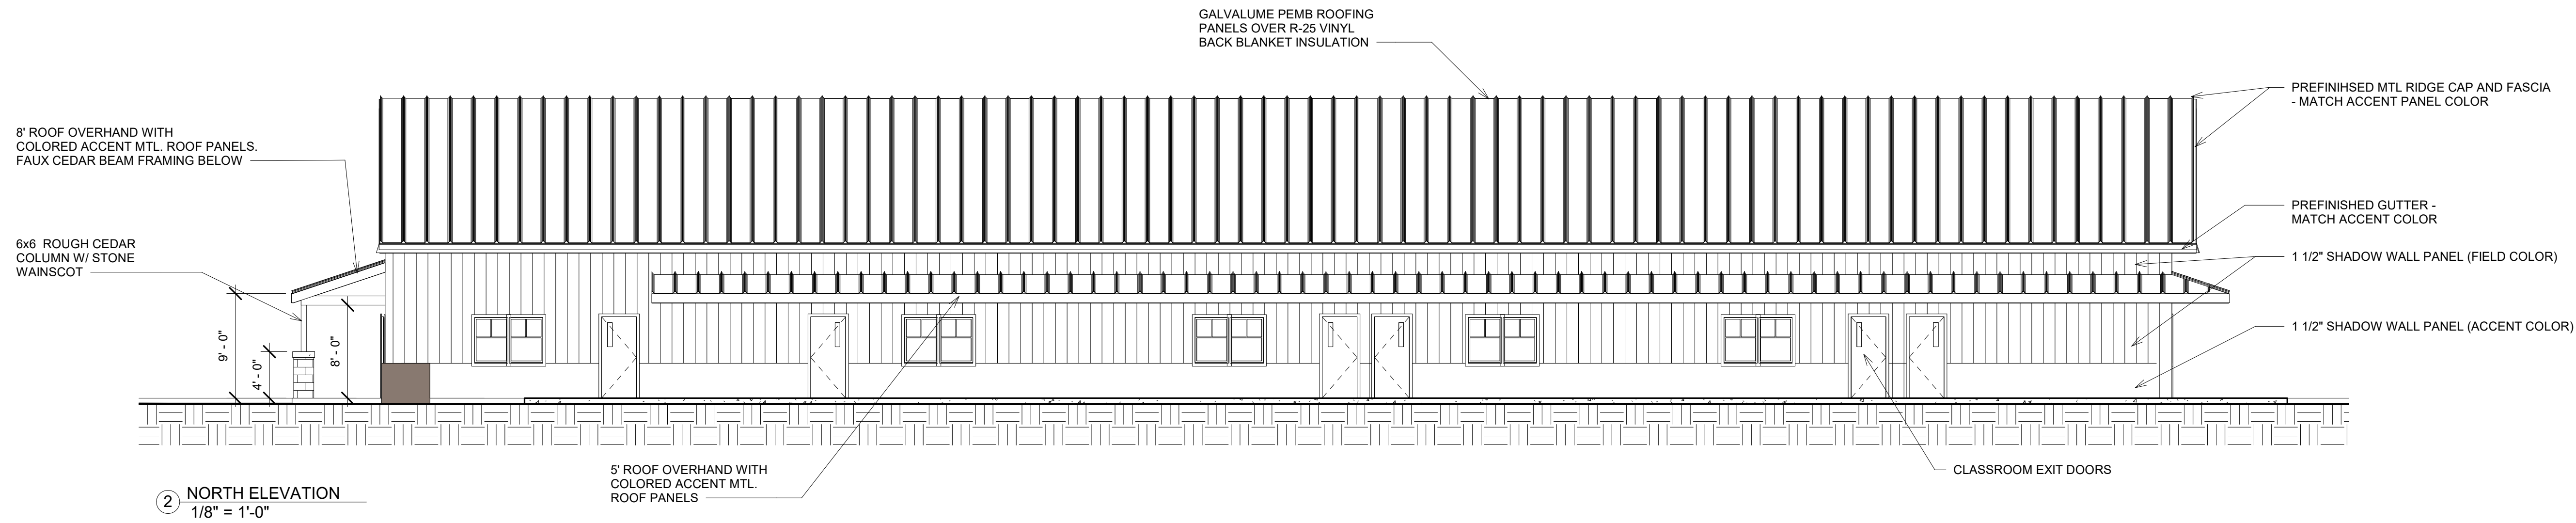 GALVALUME PEMB ROOFING
PANELS OVER R-25 VINYL
BACK BLANKET INSULATION
PREFINIHSED MTL RIDGE CAP AND FASCIA
- MATCH ACCENT PANEL COLOR
8' ROOF OVERHAND WITH
COLORED ACCENT MTL. ROOF PANELS.
FAUX CEDAR BEAM FRAMING BELOW
PREFINISHED GUTTER -
MATCH ACCENT COLOR
6x6 ROUGH CEDAR
COLUMN W/ STONE
WAINSCOT
1 1/2" SHADOW WALL PANEL (FIELD COLOR)
1 1/2" SHADOW WALL PANEL (ACCENT COLOR)
9' - 0"
4' - 0"
8' - 0"
5' ROOF OVERHAND WITH
COLORED ACCENT MTL.
ROOF PANELS
CLASSROOM EXIT DOORS
2 NORTH ELEVATION
1/8" = 1'-0"